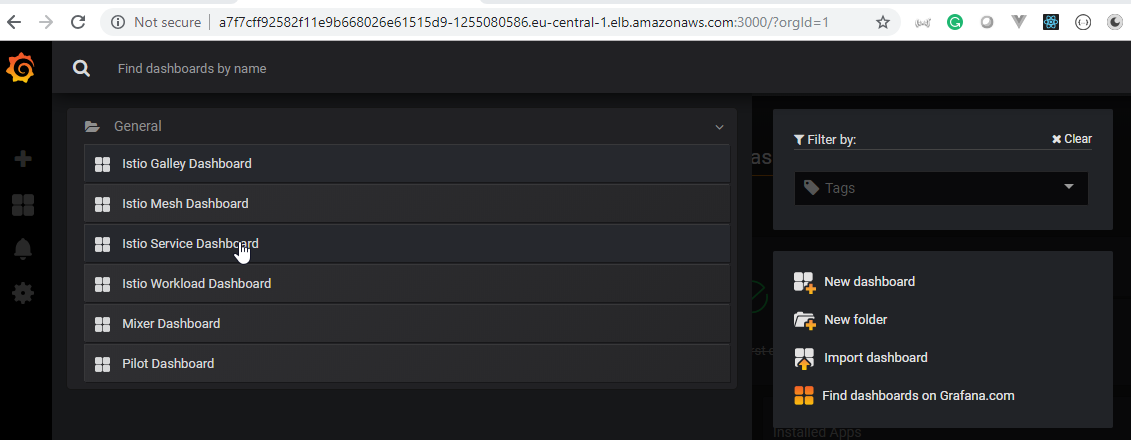 Not secure a7f7cff92582f11e9b668026e61515d9-1255080586.eu-central-1.elb.amazonaws.com:3000/?orgId=1
Find dashboards by name
General
Istio Galley Dashboard
Istio Mesh Dashboard
Istio Service Dashboard
Istio Workload Dashboard
Mixer Dashboard
Pilot Dashboard
Filter by:
Clear
Tags
New dashboard
New folder
Import dashboard
Find dashboards on Grafana.com
Installed Apps